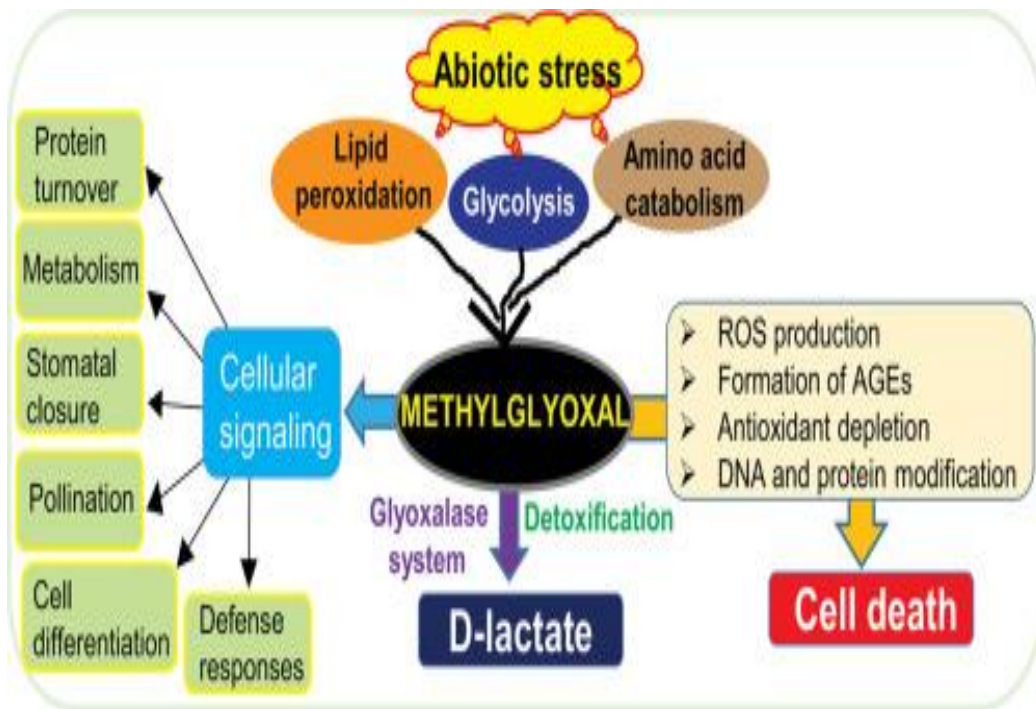 Abiotic stress
Lipid
peroxidation
Glycolysis
Amino acid
catabolism
Protein
turnover
Metabolism
Stomatal
closure
Pollination
Cell
differentiation
Defense
responses
Cellular
signaling
METHYLGLYOXAL
➢ ROS production
➢ Formation of AGEs
➢ Antioxidant depletion
➢ DNA and protein modification
Glyoxalase
system
Detoxification
D-lactate
Cell death